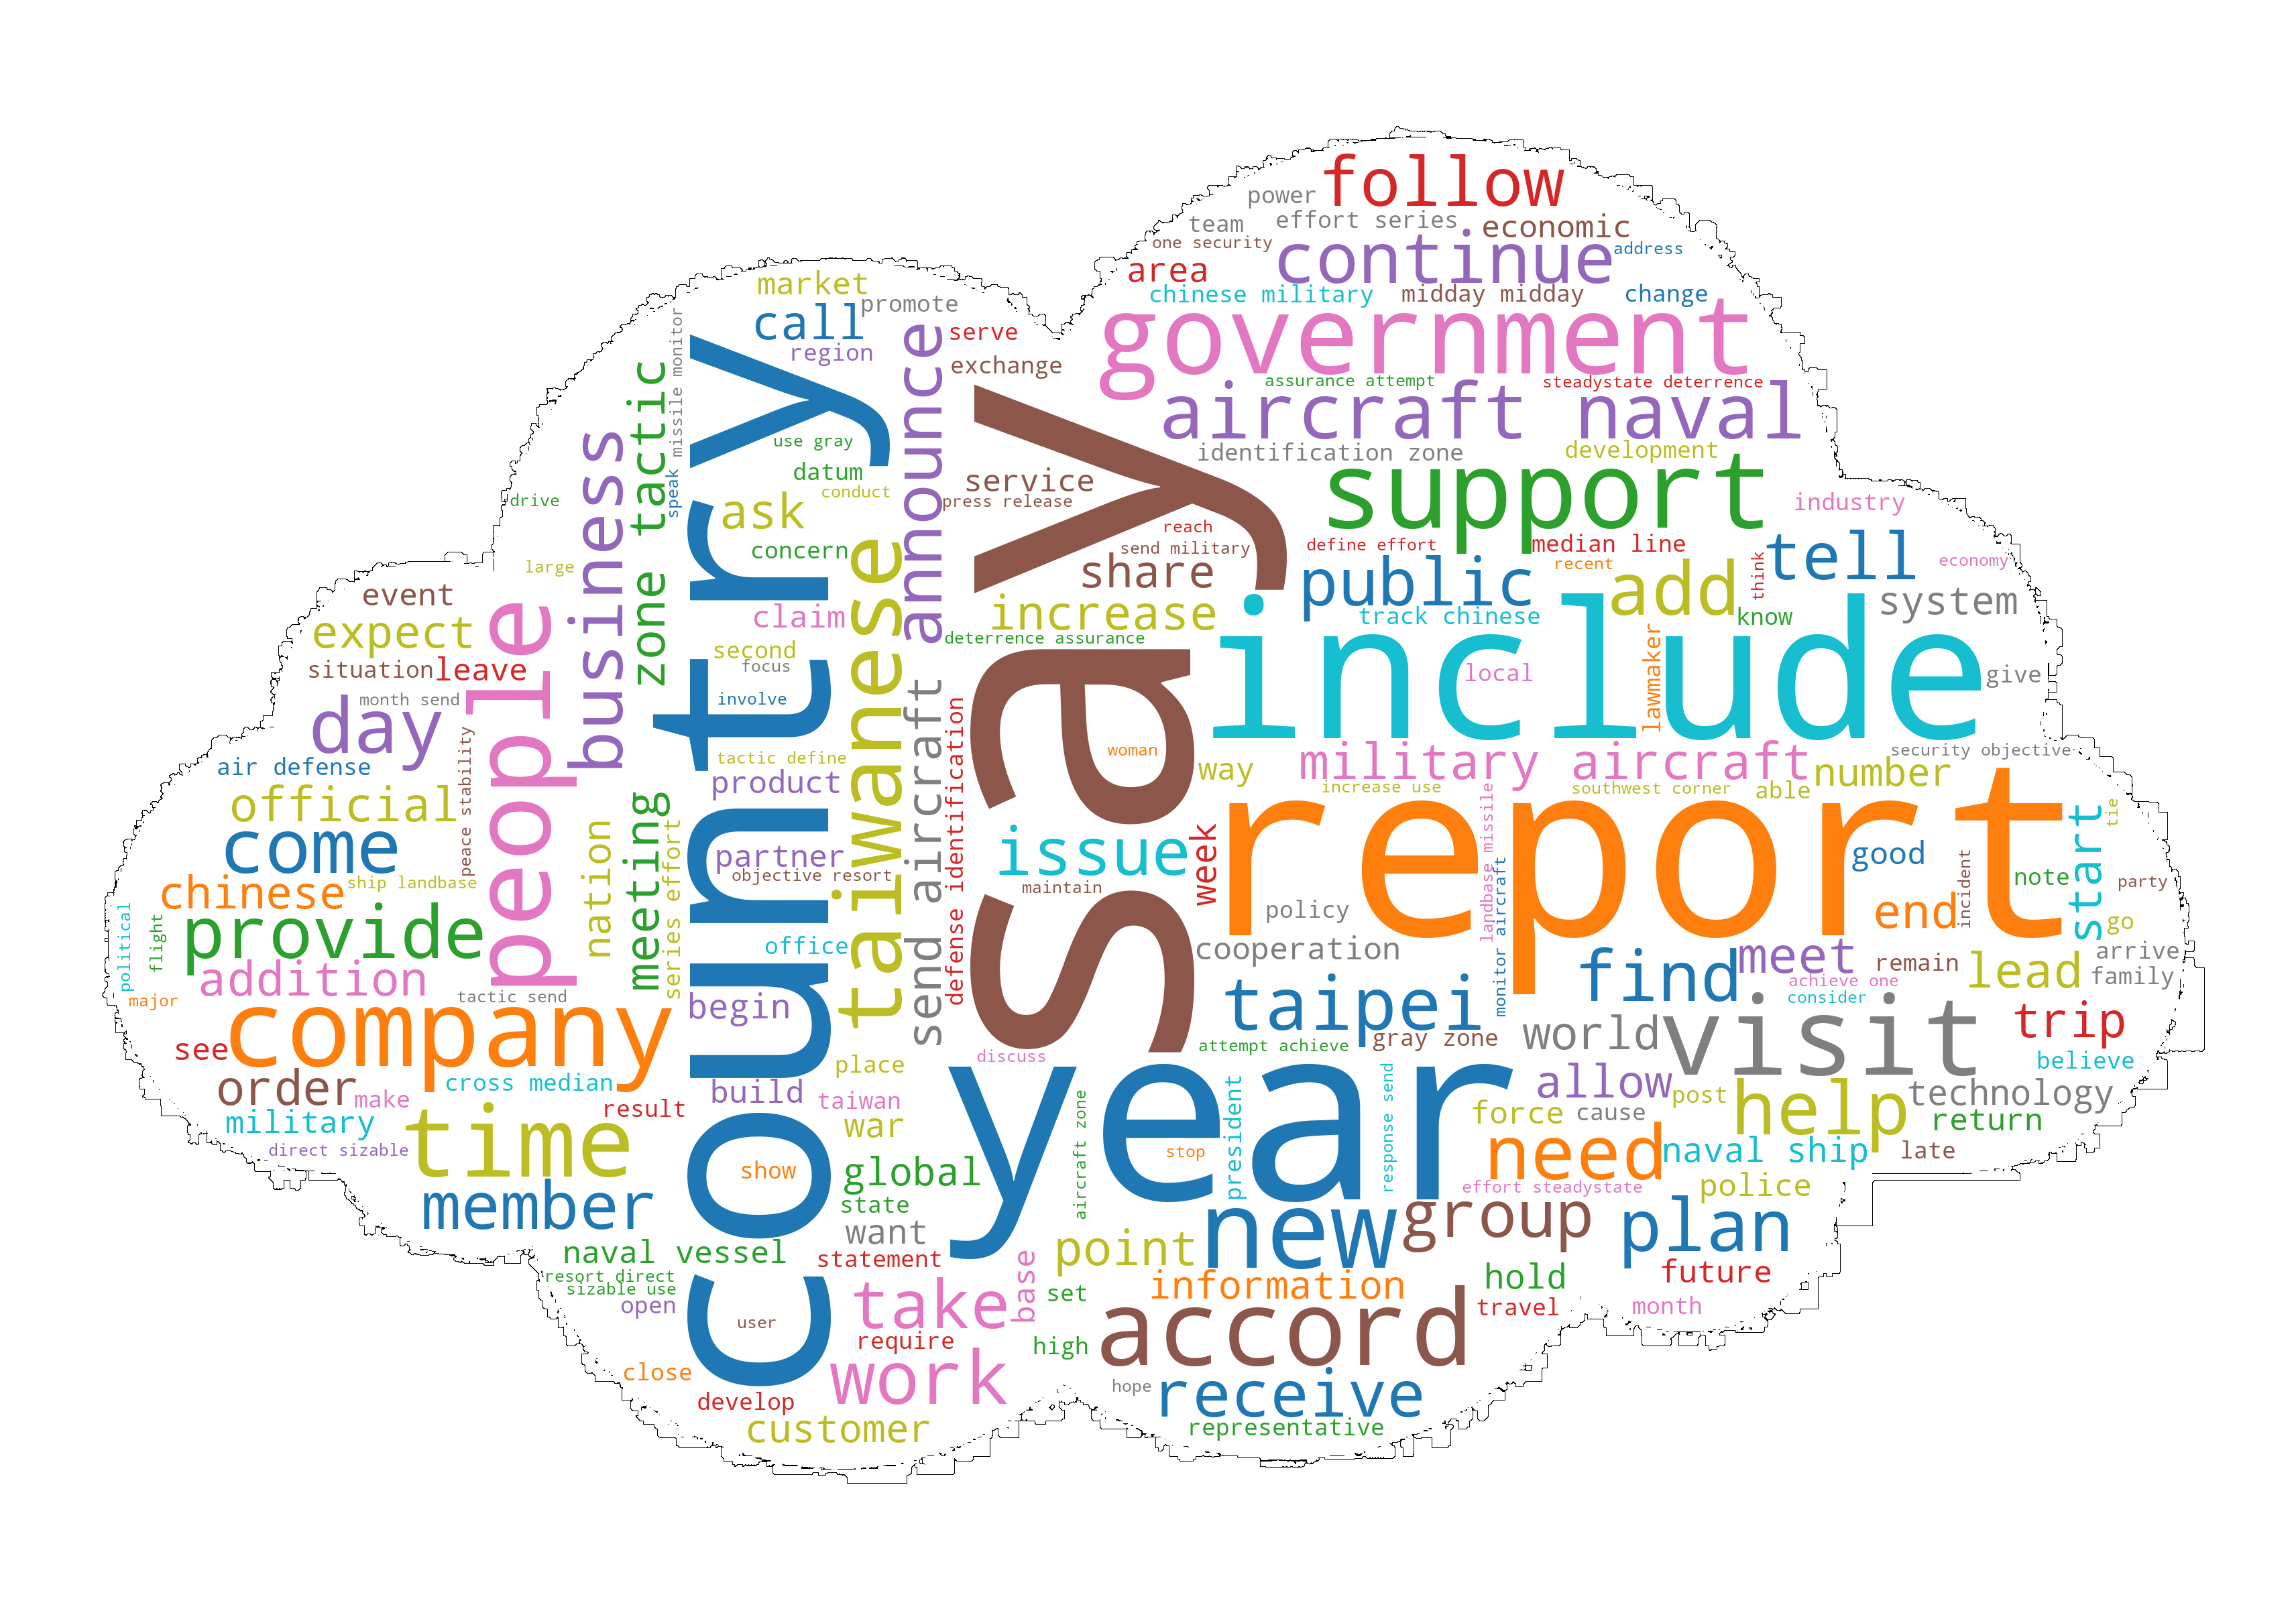 follow
power
team
effort series
economic
one security
continue
address
area
market
chinese military
midday midday
change
promote
call
government
serve
region
exchange
announce
assurance attempt
steadystate deterrence
missile monitor
zone tactic
country
say
aircraft naval
use gray
identification zone
development
business
speak
datum
service
support
conduct
ask
press release
industry
drive
reach
concern
send military
define effort
median line
tell
large
share
recent
think
economy
taiwanese
public
add
event
people
claim
increase
track chinese
know
system
expect
deterrence assurance
include
lawmaker
second
situation
leave
focus
local
give
month send
day
involve
send aircraft
defense identification
woman
security objective
air defense
peace stability
tactic define
product
way
military aircraft
number
increase use
southwest corner
able
landbase missile
report
official
meeting
nation
series effort
start
tie
come
partner
issue
week
good
objective resort
chinese
ship landbase
maintain
monitor aircraft
incident
note
party
policy
end
go
provide
political
flight
office
cooperation
meet
arrive
remain
addition
find
lead
family
tactic send
achieve one
major
begin
taipei
consider
visit
company
world
trip
see
attempt achieve
gray zone
discuss
place
year
believe
order
cross median
build
aircraft zone
president
response send
allow
technology
make
taiwan
result
post
military
war
force
cause
help
return
time
direct sizable
show
stop
need
naval ship
late
global
effort steadystate
police
member
state
new
group
plan
want
naval vessel
statement
point
base
resort direct
sizable use
information
hold
future
open
take
set
travel
month
user
accord
require
high
close
work
hope
receive
develop
customer
representative